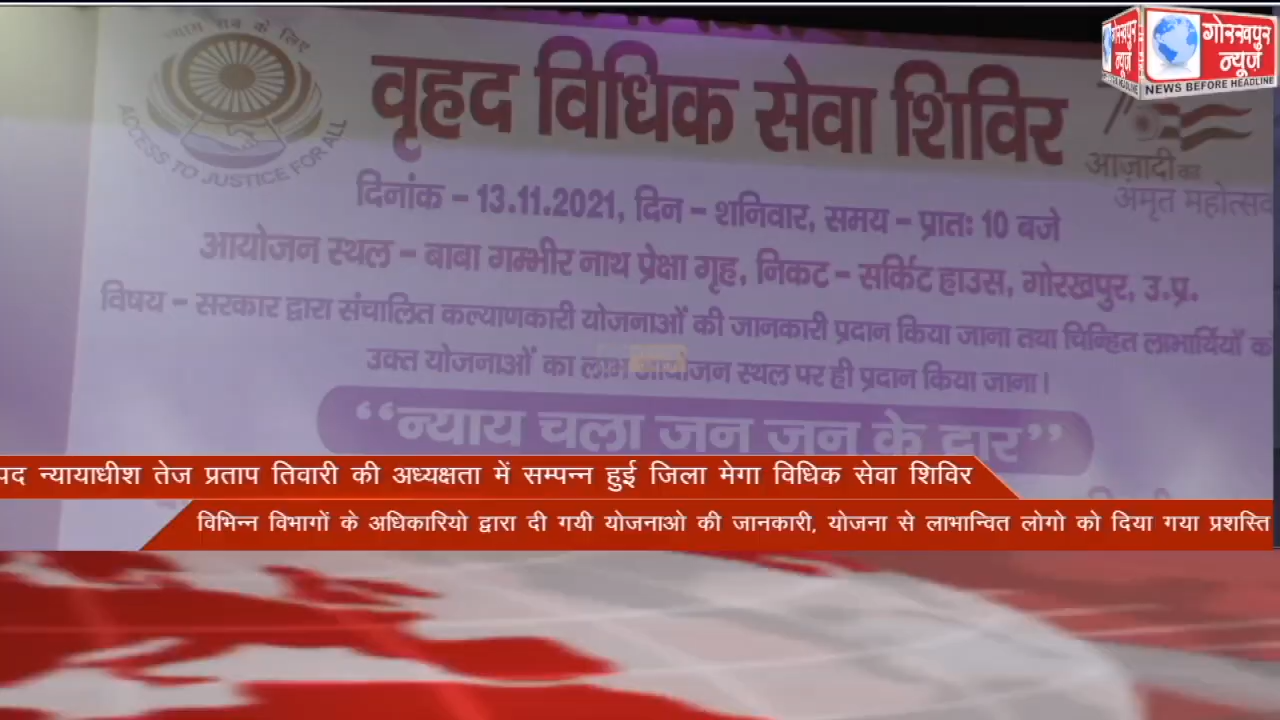 न्याय सब के लिए
ACCESS TO JUSTICE FOR ALL
वृहद विधिक सेवा शिविर
गोरखपुर
न्यूज़
गोरखपुर
न्यूज़
NEWS BEFORE HEADLINE
आज़ादी का
अमृत महोत्सव
दिनांक - 13.11.2021, दिन - शनिवार, समय - प्रातः 10 बजे
आयोजन स्थल - बाबा गम्भीर नाथ प्रेक्षा गृह, निकट - सर्किट हाउस, गोरखपुर, उ.प्र.
विषय - सरकार द्वारा संचालित कल्याणकारी योजनाओं की जानकारी प्रदान किया जाना तथा चिन्हित लाभार्थियों को
उक्त योजनाओं का लाभ आयोजन स्थल पर ही प्रदान किया जाना।
“न्याय चला जन जन के द्वार”
पद न्यायाधीश तेज प्रताप तिवारी की अध्यक्षता में सम्पन्न हुई जिला मेगा विधिक सेवा शिविर
विभिन्न विभागों के अधिकारियो द्वारा दी गयी योजनाओ की जानकारी, योजना से लाभान्वित लोगो को दिया गया प्रशस्ति